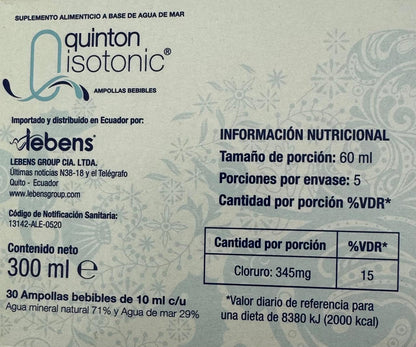 SUPLEMENTO ALIMENTICIO A BASE DE AGUA DE MAR
quinton
isotonic®
AMPOLLAS BEBIBLES
Importado y distribuido en Ecuador por:
lebens®
LEBENS GROUP CIA. LTDA.
Últimas noticias N38-18 y el Telégrafo
Quito - Ecuador
www.lebensgroup.com
Código de Notificación Sanitaria:
13142-ALE-0520
Contenido neto
300 ml ℮
30 Ampollas bebibles de 10 ml c/u
Agua mineral natural 71% y Agua de mar 29%
INFORMACIÓN NUTRICIONAL
Tamaño de porción: 60 ml
Porciones por envase: 5
Cantidad por porción %VDR*
Cantidad por porción %VDR*
Cloruro: 345mg 15
*Valor diario de referencia para
una dieta de 8380 kJ (2000 kcal)